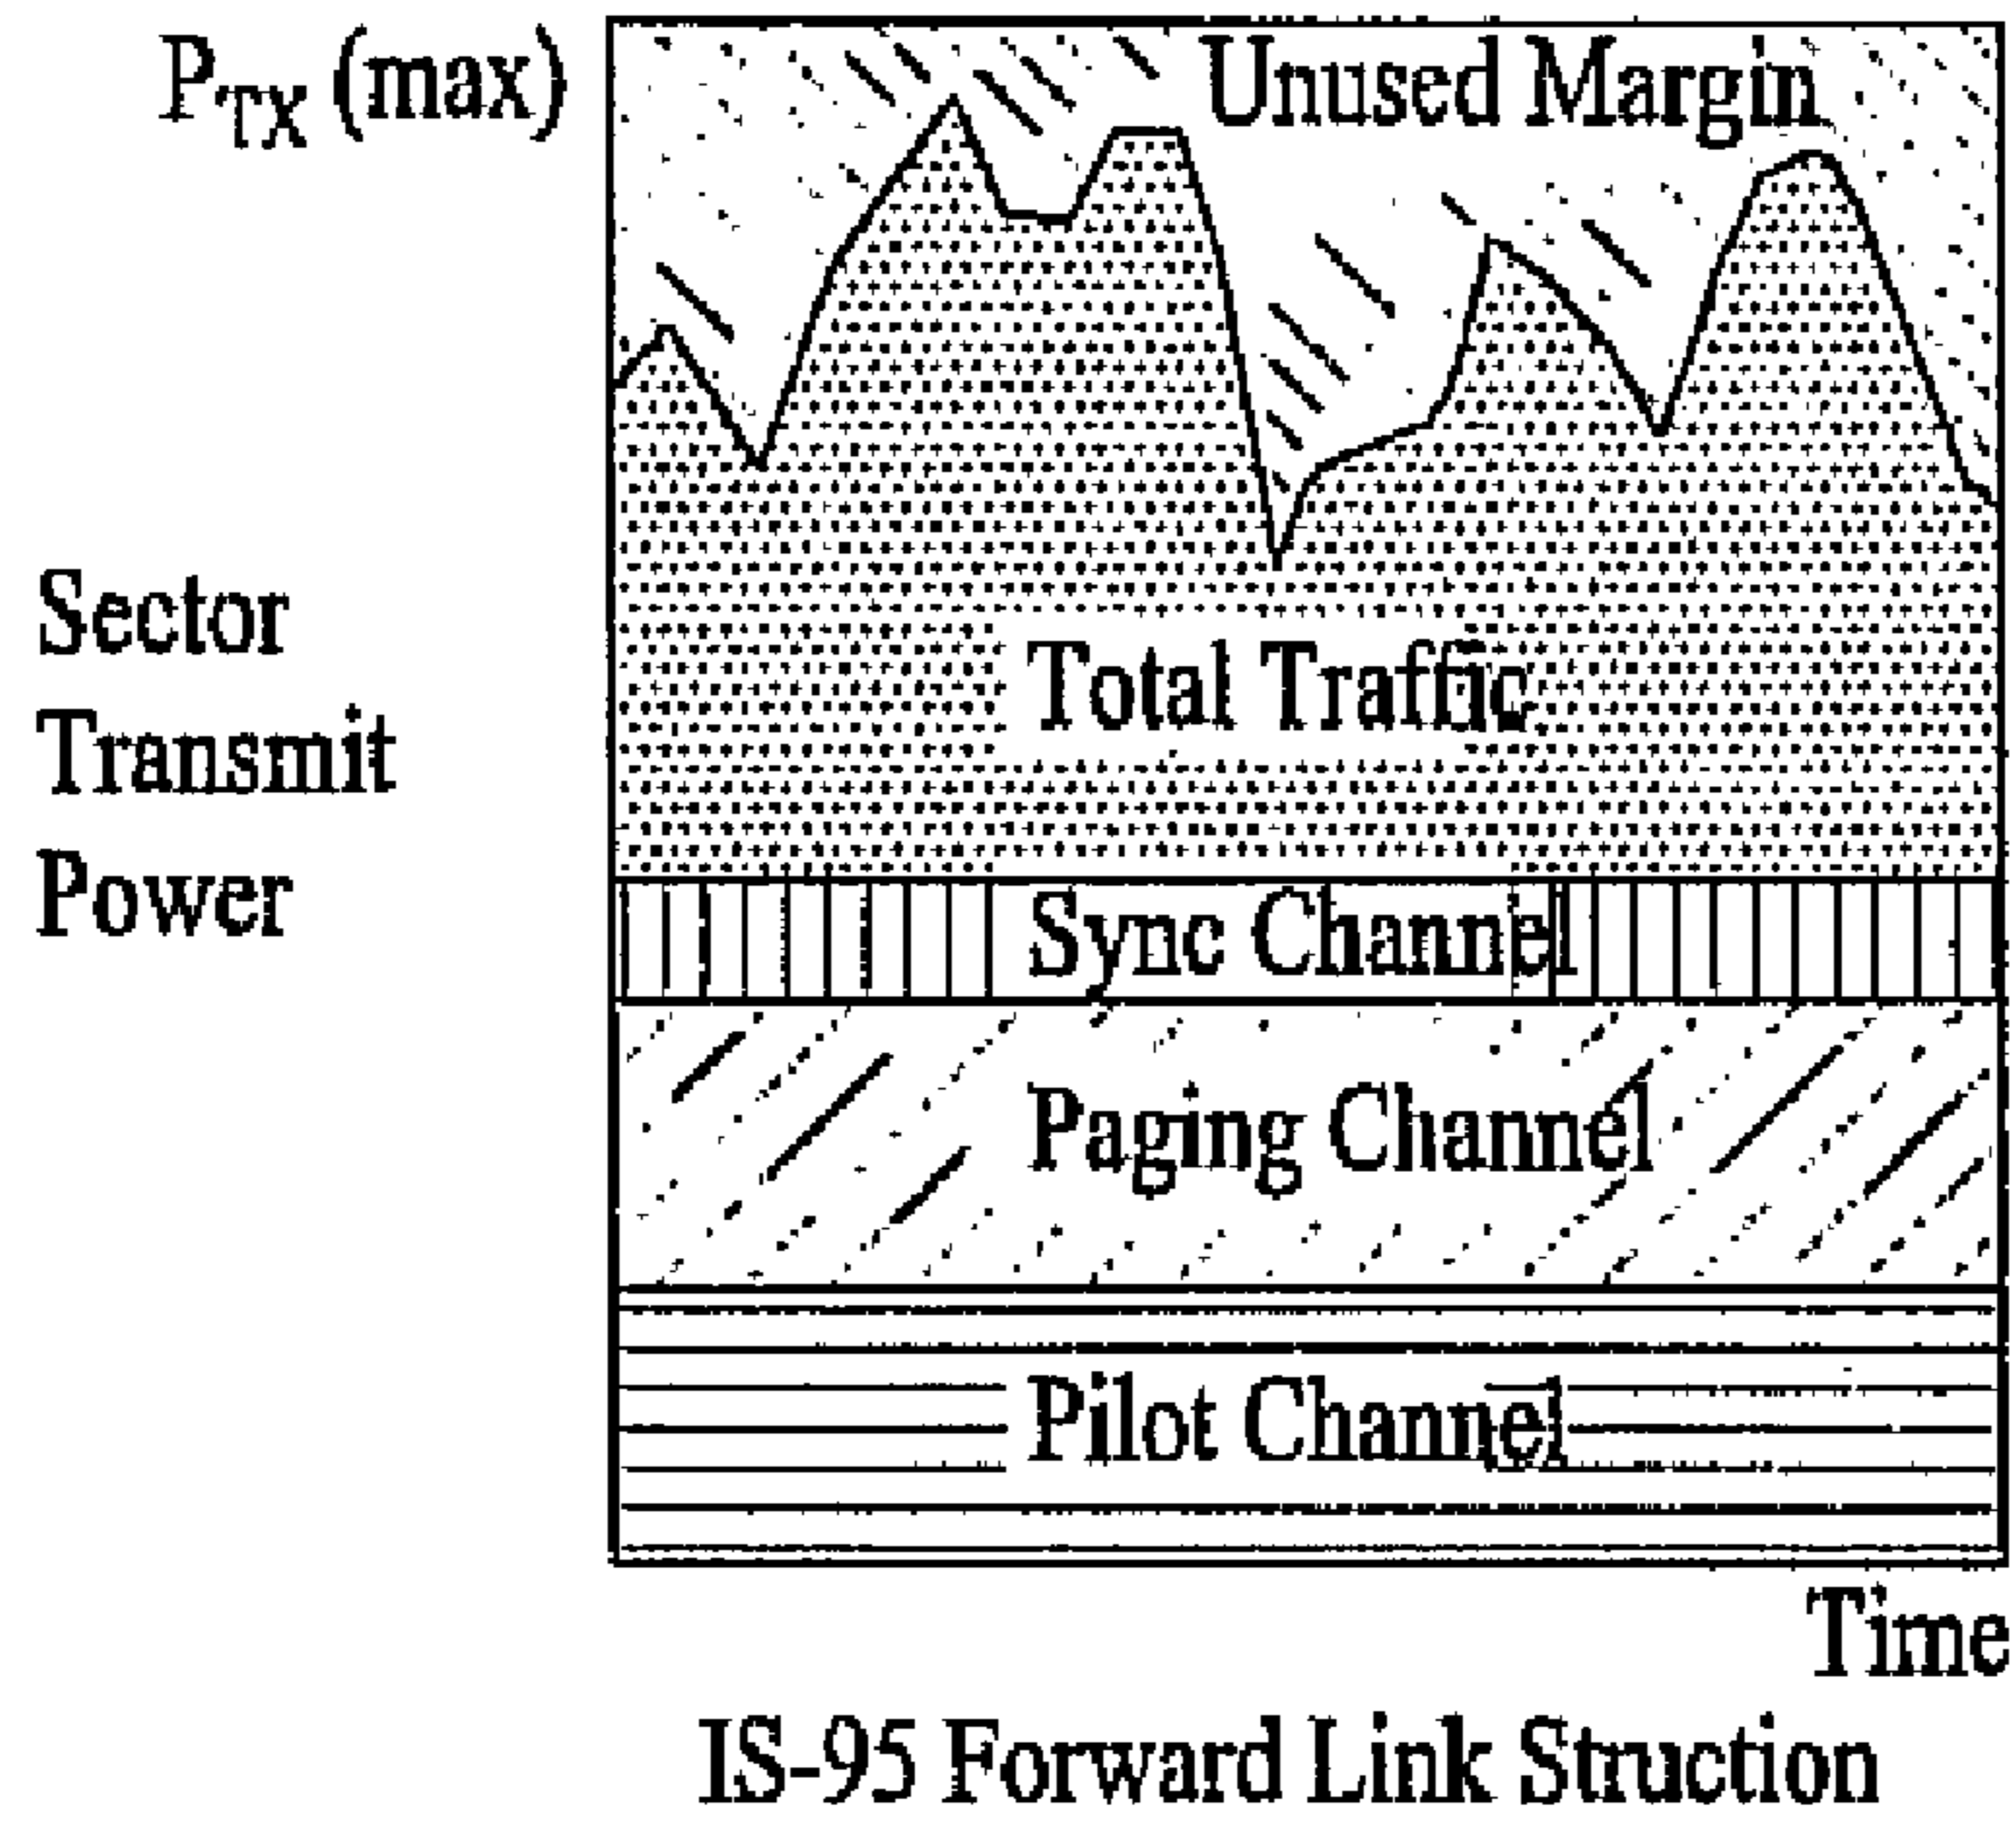 P_TX (max)
Unused Margin
Sector
Transmit
Power
Total Traffic
Sync Channel
Paging Channel
Pilot Channel
Time
IS-95 Forward Link Struction